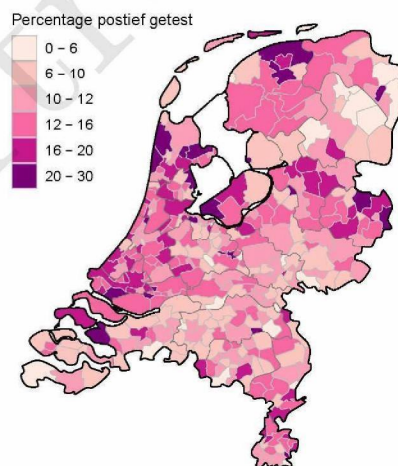 Percentage postief getest
0 – 6
6 – 10
10 – 12
12 – 16
16 – 20
20 – 30